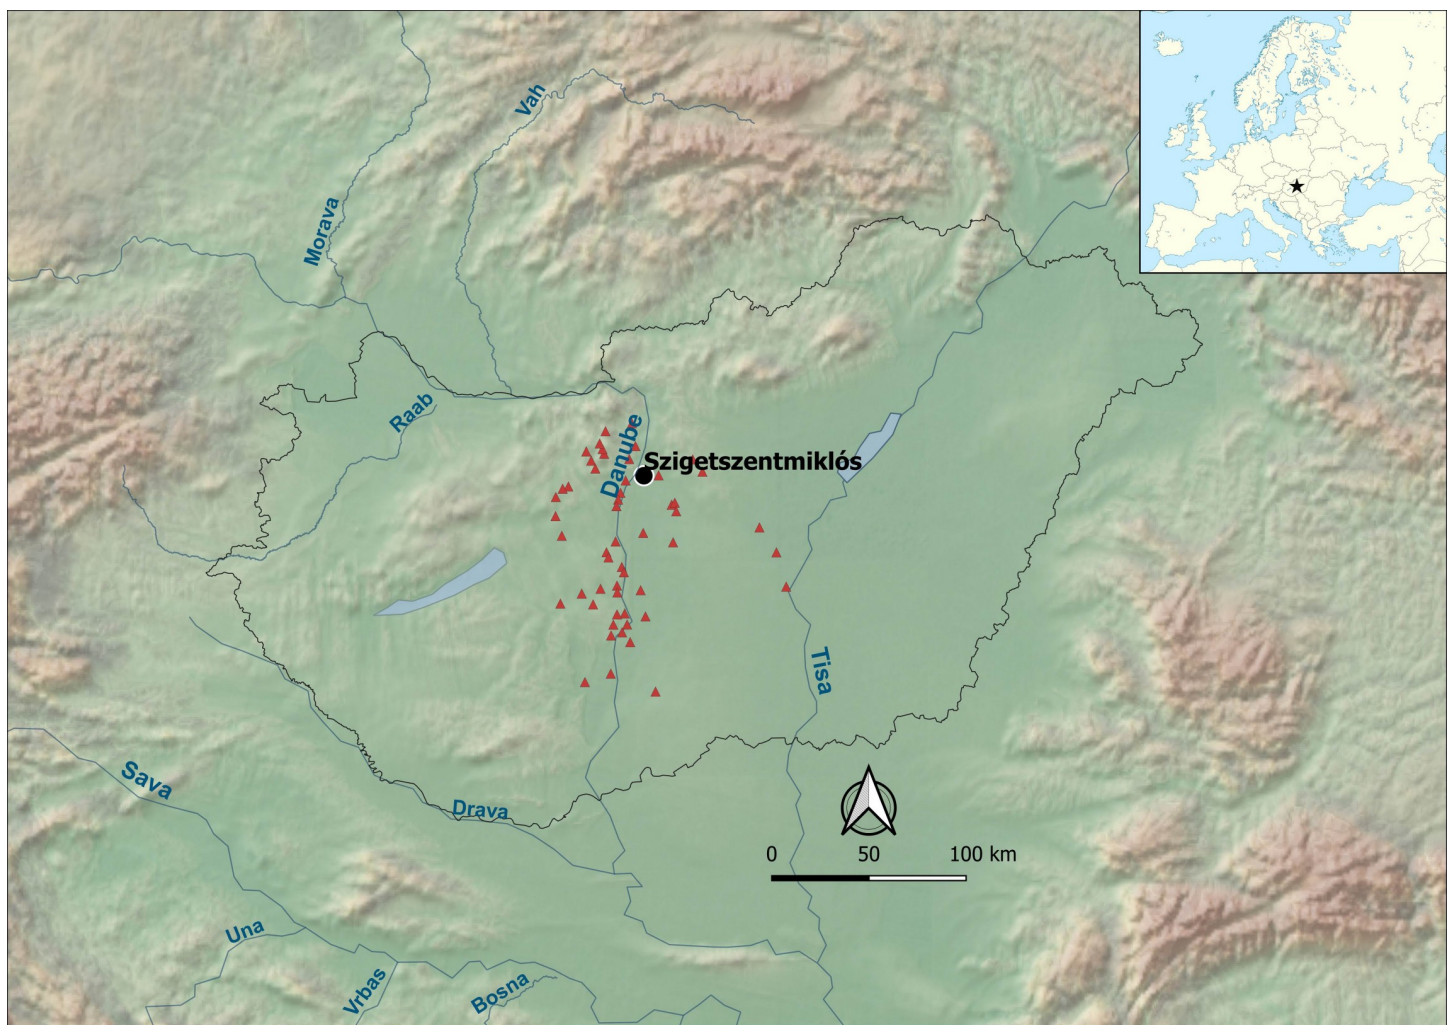 Vah
Morava
Raab
Danube
Szigetszentmiklós
Tisa
Sava
Drava
0 50 100 km
Una
Vrbas
Bosna